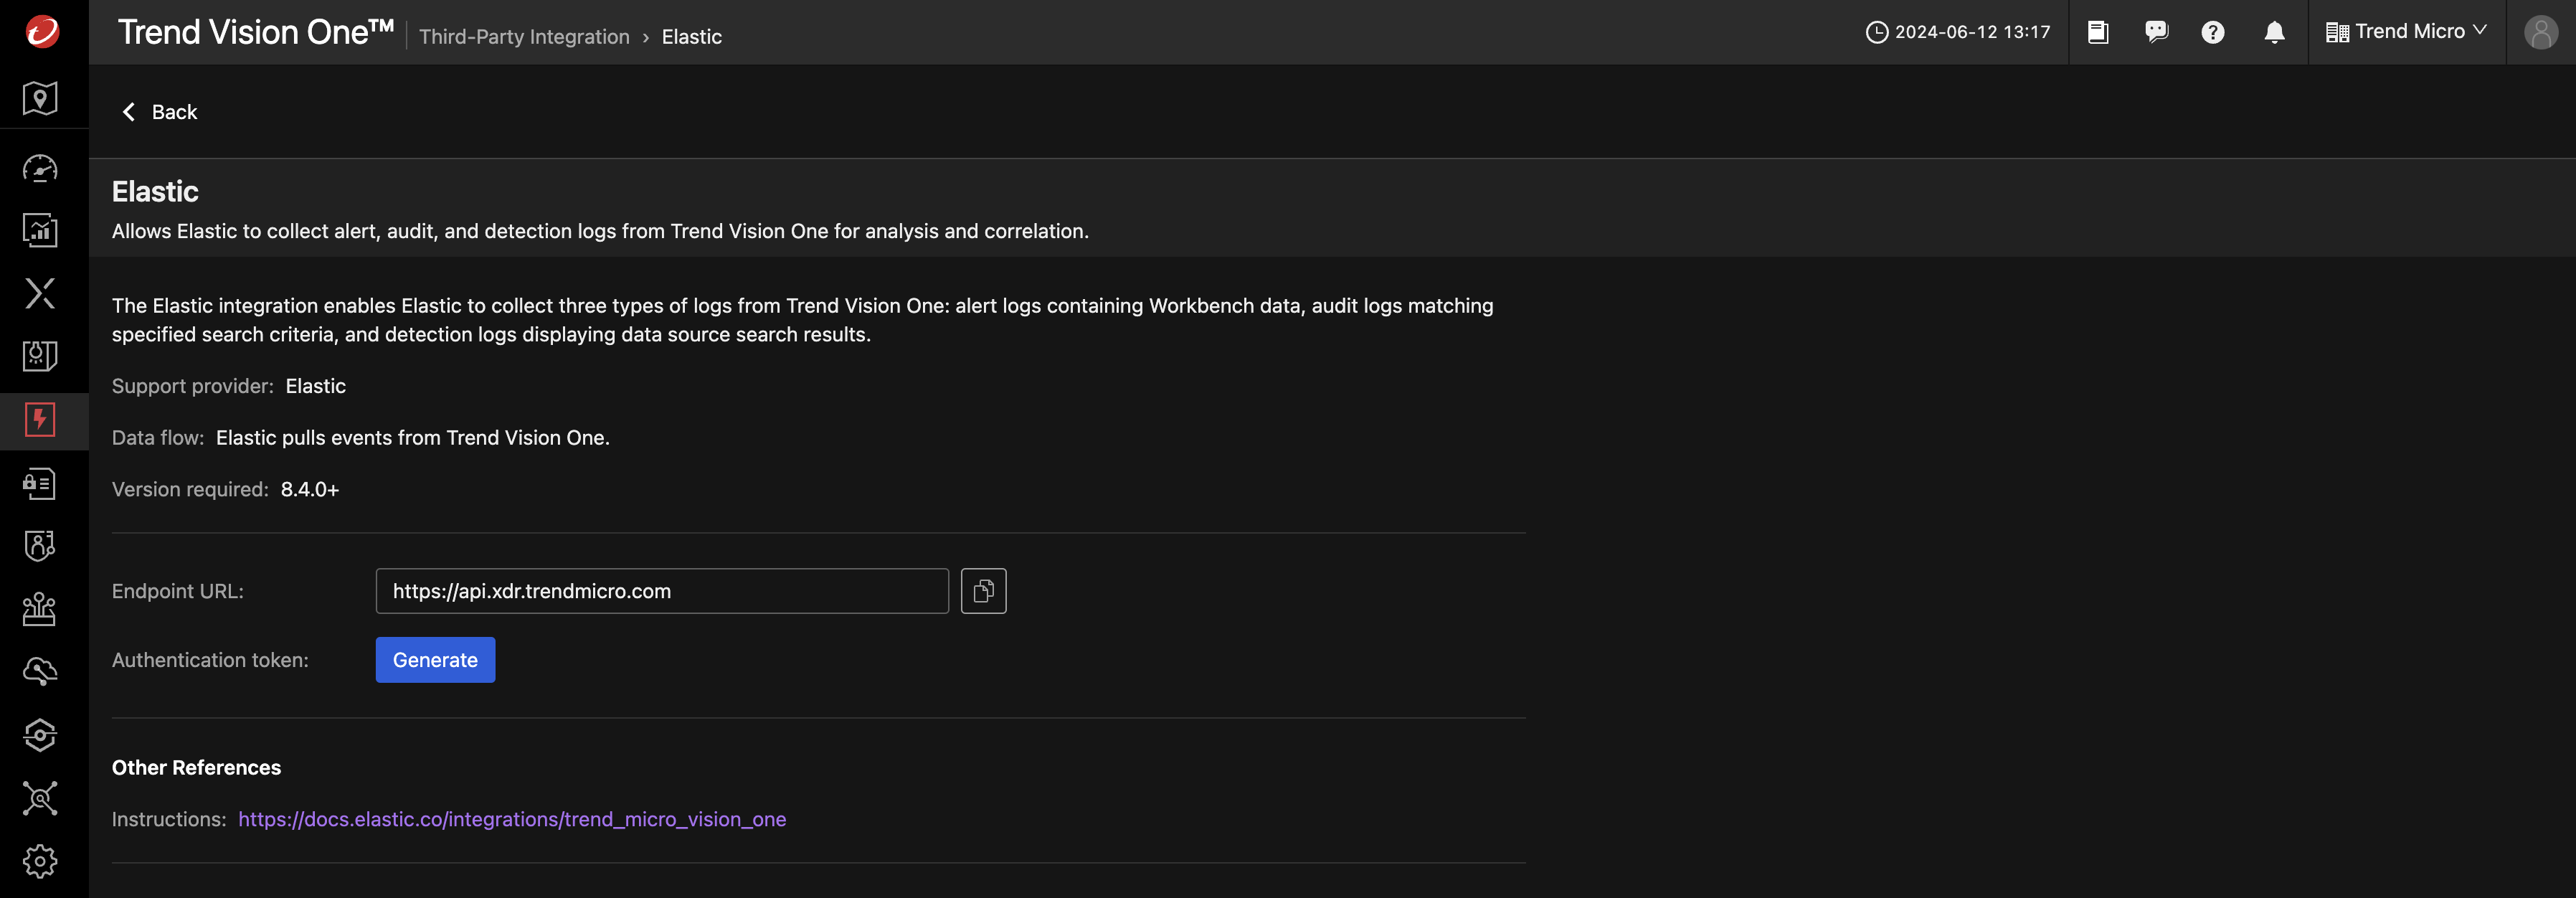 Trend Vision One™ Third-Party Integration › Elastic 2024-06-12 13:17 Trend Micro
Back
Elastic
Allows Elastic to collect alert, audit, and detection logs from Trend Vision One for analysis and correlation.
The Elastic integration enables Elastic to collect three types of logs from Trend Vision One: alert logs containing Workbench data, audit logs matching
specified search criteria, and detection logs displaying data source search results.
Support provider: Elastic
Data flow: Elastic pulls events from Trend Vision One.
Version required: 8.4.0+
Endpoint URL: https://api.xdr.trendmicro.com
Authentication token: Generate
Other References
Instructions: https://docs.elastic.co/integrations/trend_micro_vision_one